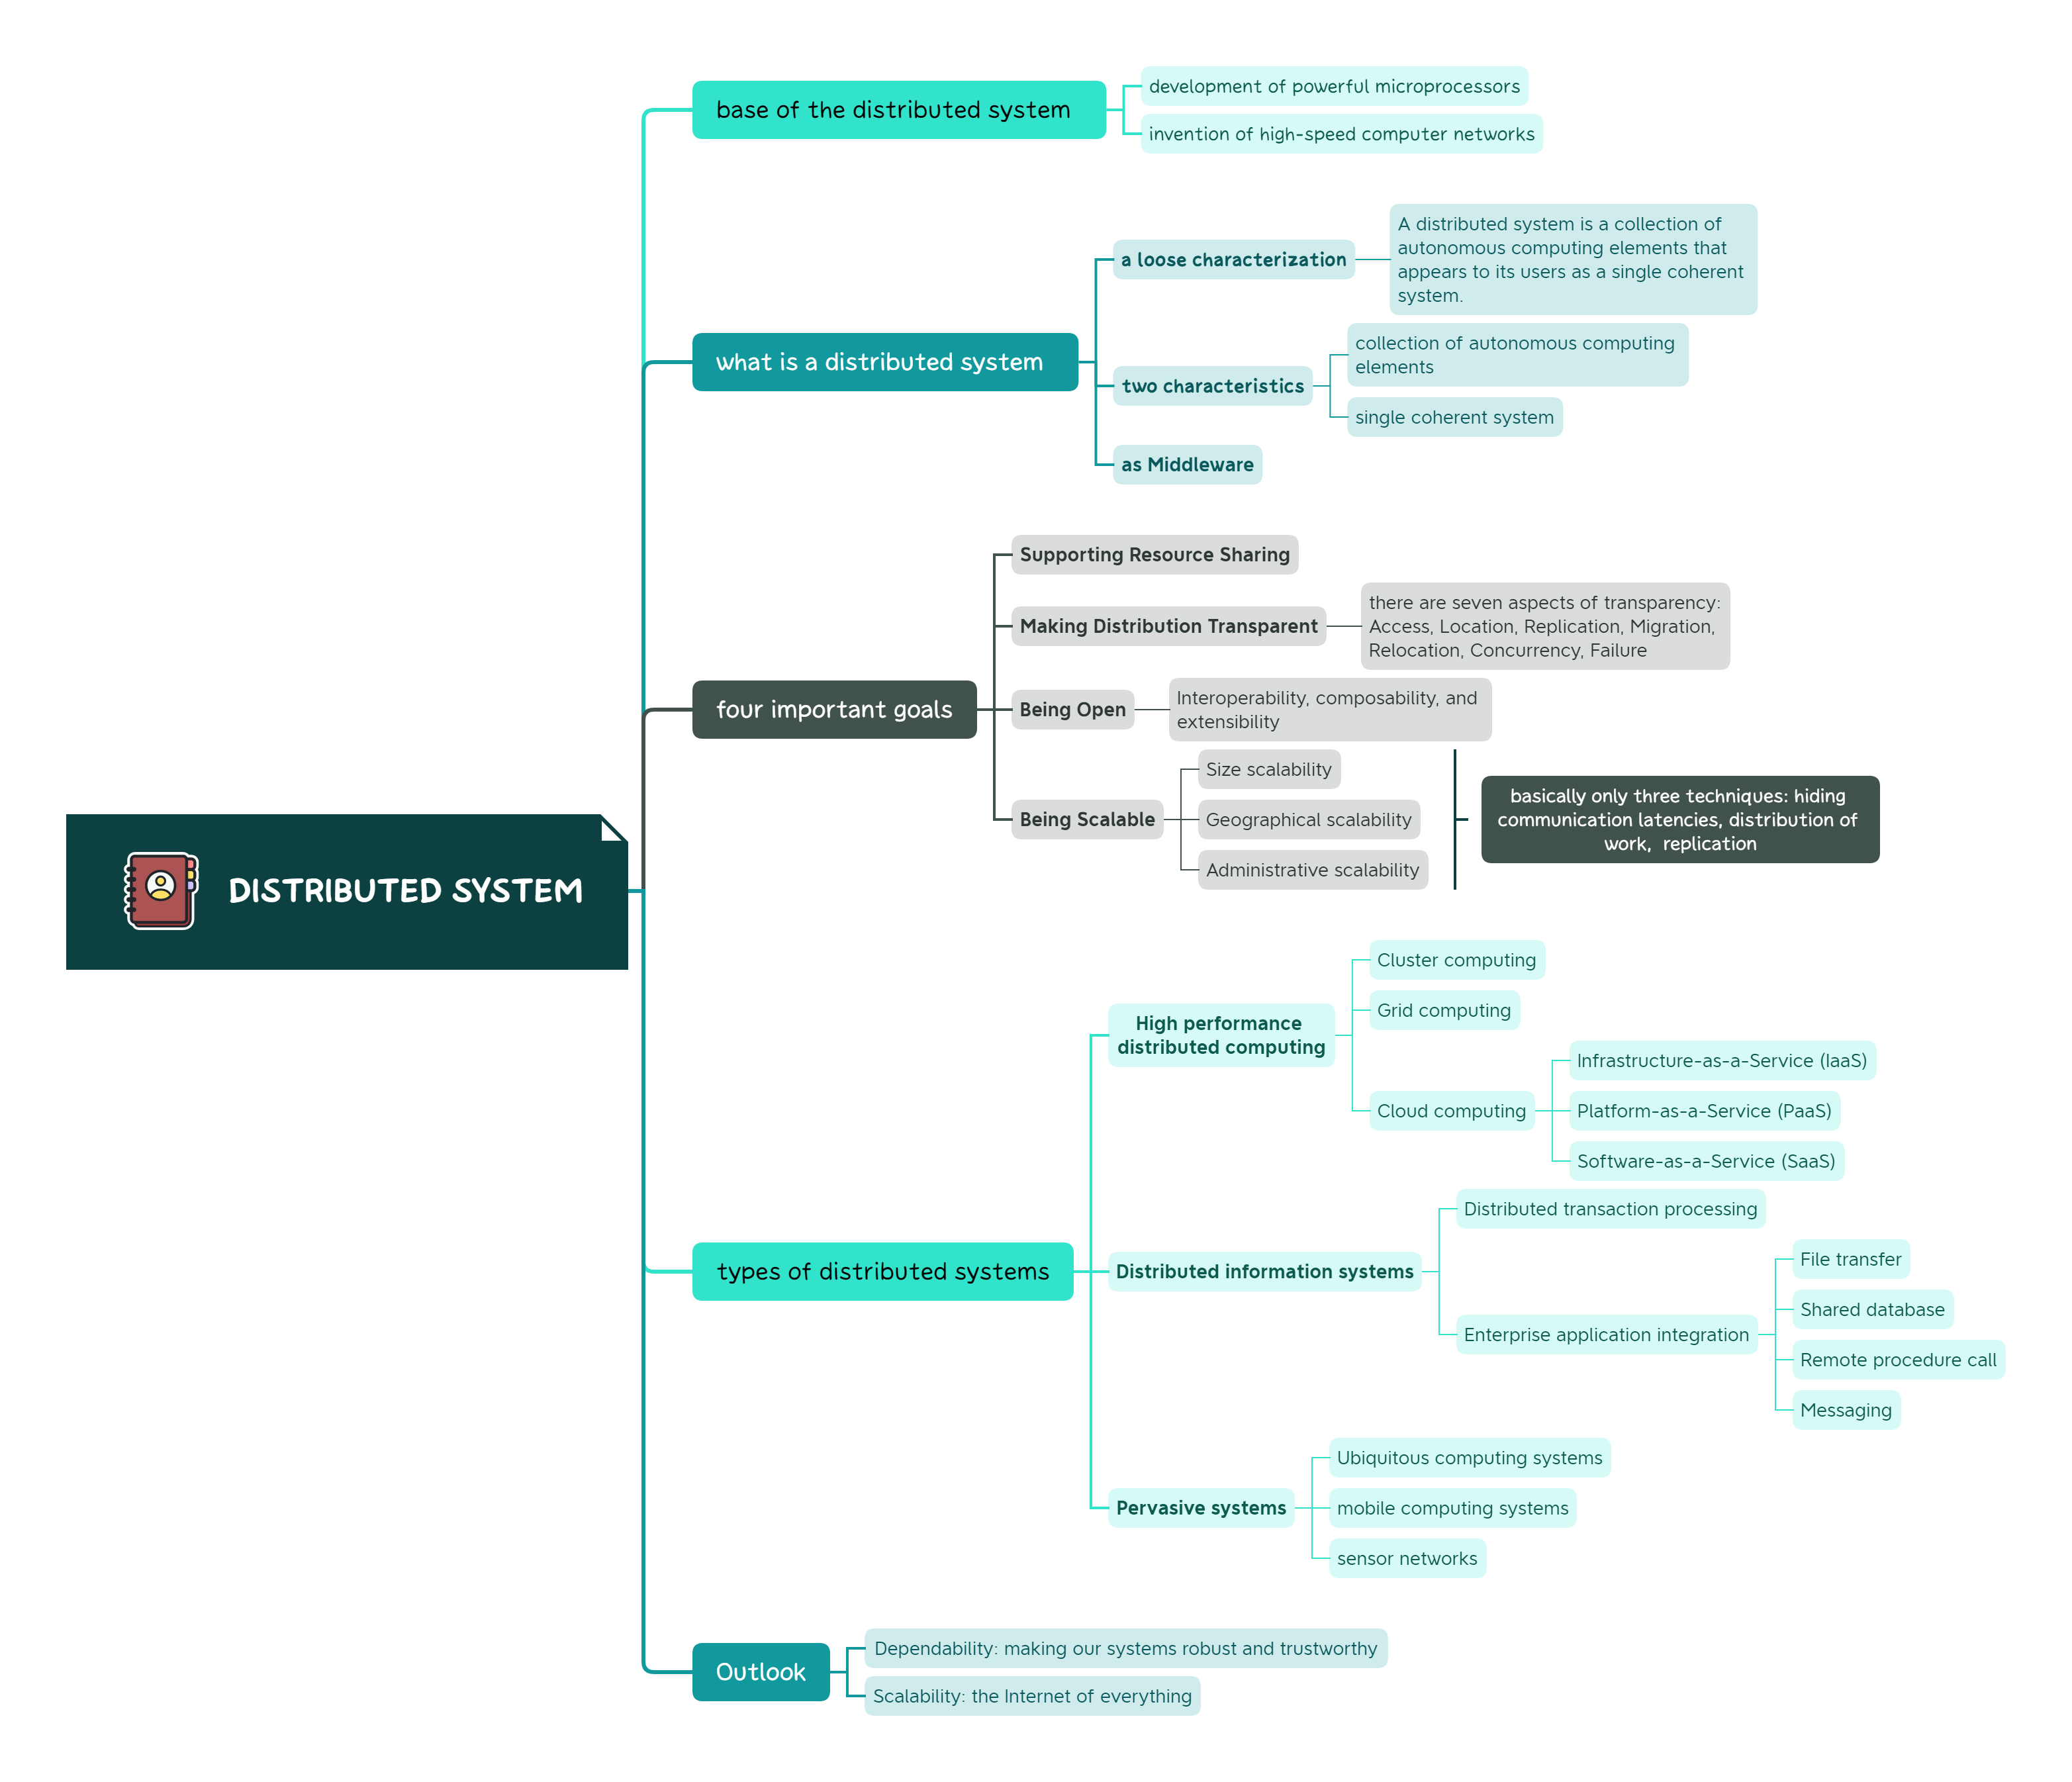 base of the distributed system
development of powerful microprocessors
invention of high-speed computer networks
what is a distributed system
a loose characterization
A distributed system is a collection of
autonomous computing elements that
appears to its users as a single coherent
system.
two characteristics
collection of autonomous computing
elements
single coherent system
as Middleware
four important goals
Supporting Resource Sharing
Making Distribution Transparent
there are seven aspects of transparency:
Access, Location, Replication, Migration,
Relocation, Concurrency, Failure
Being Open
Interoperability, composability, and
extensibility
Being Scalable
Size scalability
Geographical scalability
Administrative scalability
basically only three techniques: hiding
communication latencies, distribution of
work, replication
DISTRIBUTED SYSTEM
types of distributed systems
High performance
distributed computing
Cluster computing
Grid computing
Cloud computing
Infrastructure-as-a-Service (IaaS)
Platform-as-a-Service (PaaS)
Software-as-a-Service (SaaS)
Distributed information systems
Distributed transaction processing
Enterprise application integration
File transfer
Shared database
Remote procedure call
Messaging
Pervasive systems
Ubiquitous computing systems
mobile computing systems
sensor networks
Outlook
Dependability: making our systems robust and trustworthy
Scalability: the Internet of everything